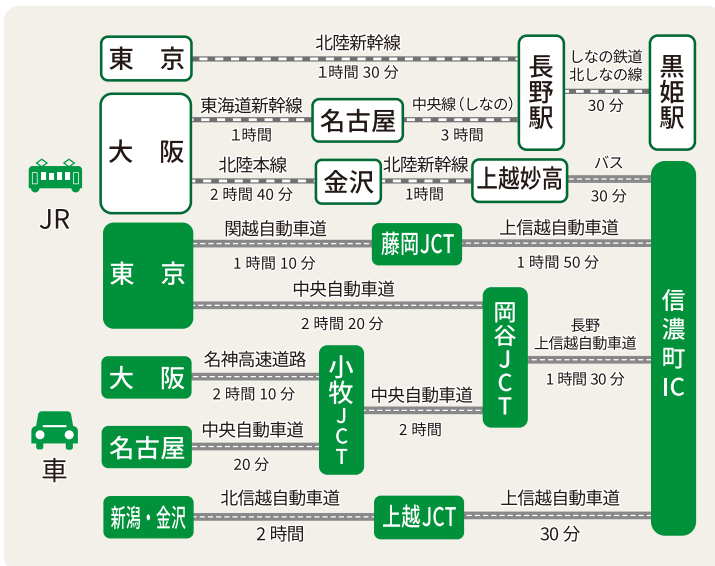 東　京
北陸新幹線
1時間 30 分
長野駅
しなの鉄道
北しなの線
30 分
黒姫駅
大　阪
東海道新幹線
1時間
名古屋
中央線（しなの）
3 時間
北陸本線
2 時間 40 分
金沢
北陸新幹線
1時間
上越妙高
バス
30 分
JR
東　京
関越自動車道
1 時間 10 分
藤岡JCT
上信越自動車道
1 時間 50 分
中央自動車道
2 時間 20 分
岡谷JCT
長野
上信越自動車道
1 時間 30 分
信濃町IC
大　阪
名神高速道路
2 時間 10 分
小牧JCT
中央自動車道
2 時間
名古屋
中央自動車道
20 分
車
新潟・金沢
北信越自動車道
2 時間
上越JCT
上信越自動車道
30 分